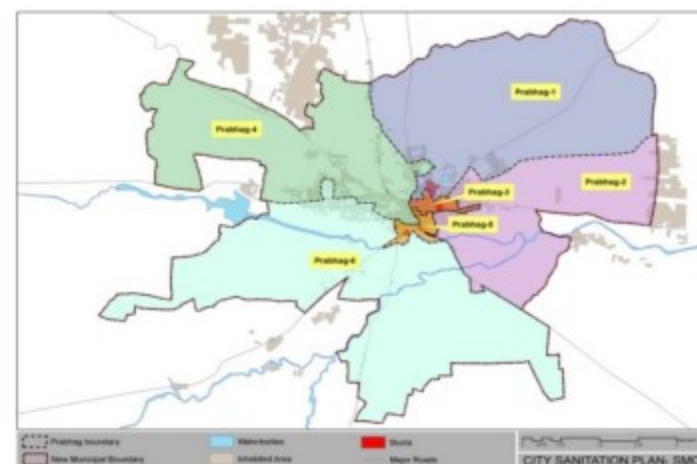 Prabhag-1
Prabhag-4
Prabhag-2
Prabhag-3
Prabhag-5
Prabhag-6
Prabhag boundary
Waterbodies
Slums
New Municipal Boundary
Inhabited Area
Major Roads
CITY SANITATION PLAN- SMC